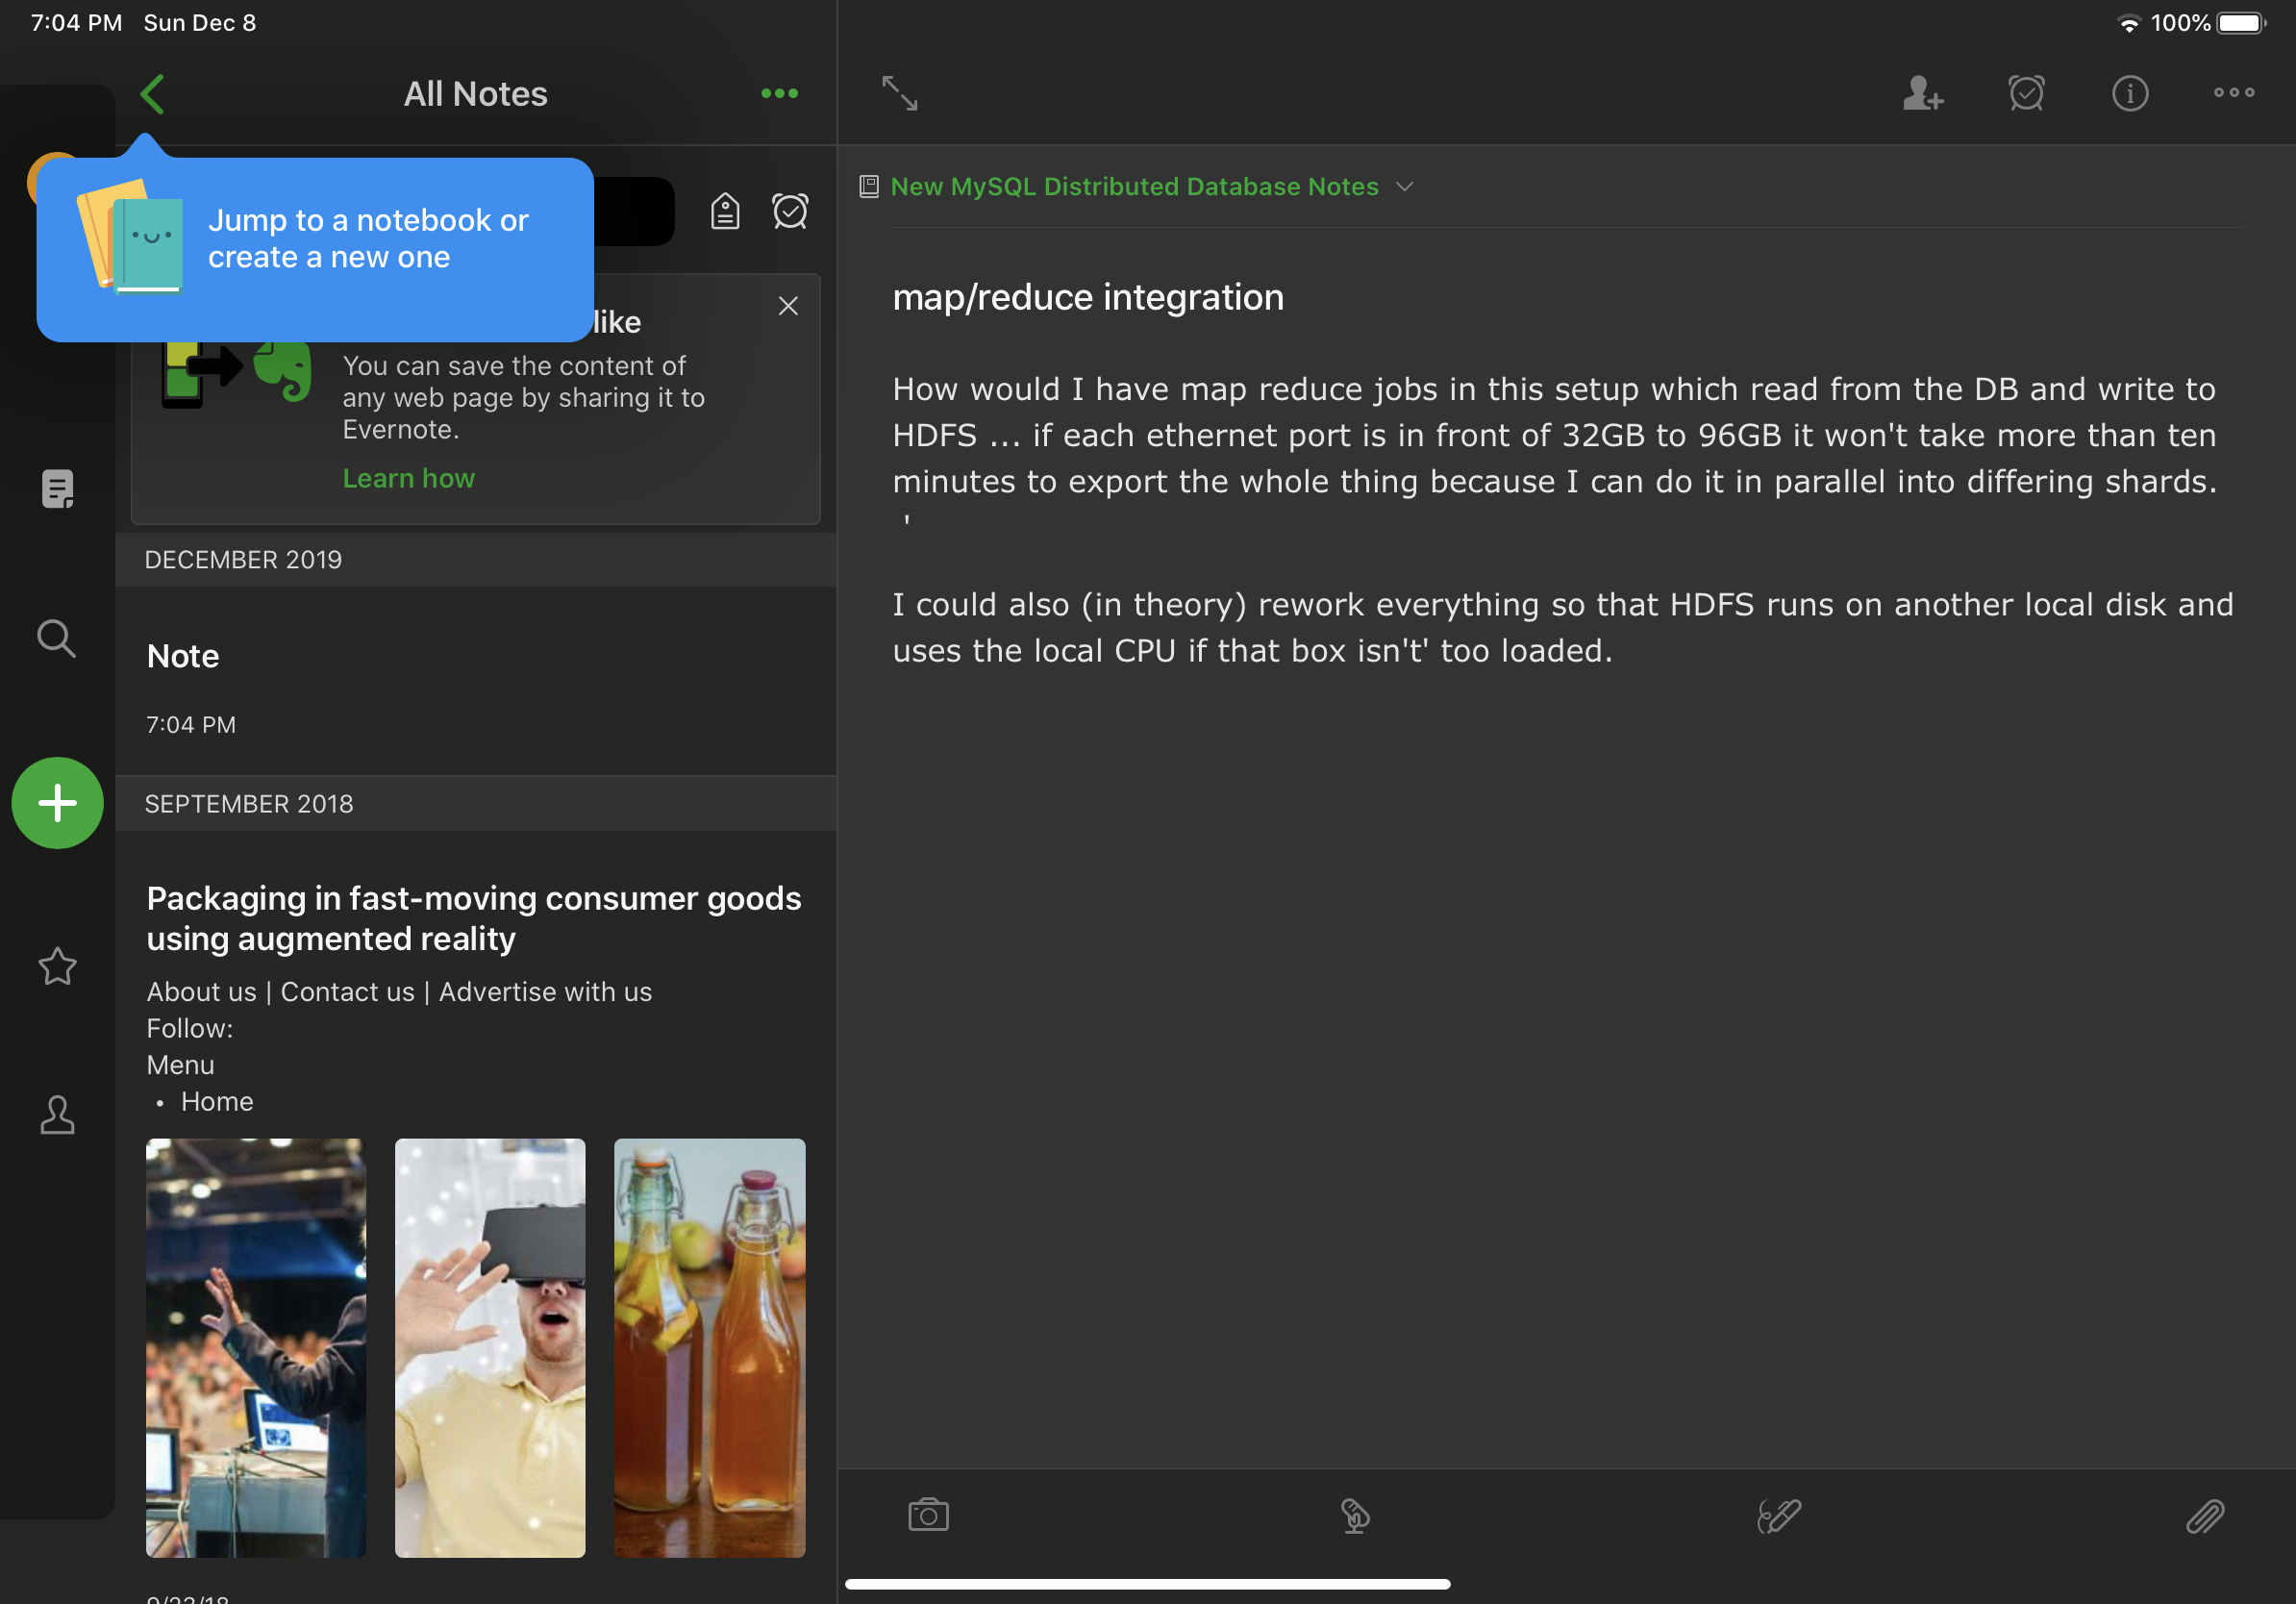 7:04 PM Sun Dec 8
100%
All Notes
Jump to a notebook or
create a new one
like
You can save the content of
any web page by sharing it to
Evernote.
Learn how
DECEMBER 2019
Note
7:04 PM
SEPTEMBER 2018
Packaging in fast-moving consumer goods
using augmented reality
About us | Contact us | Advertise with us
Follow:
Menu
• Home
New MySQL Distributed Database Notes
map/reduce integration
How would I have map reduce jobs in this setup which read from the DB and write to
HDFS ... if each ethernet port is in front of 32GB to 96GB it won't take more than ten
minutes to export the whole thing because I can do it in parallel into differing shards.
'
I could also (in theory) rework everything so that HDFS runs on another local disk and
uses the local CPU if that box isn't' too loaded.